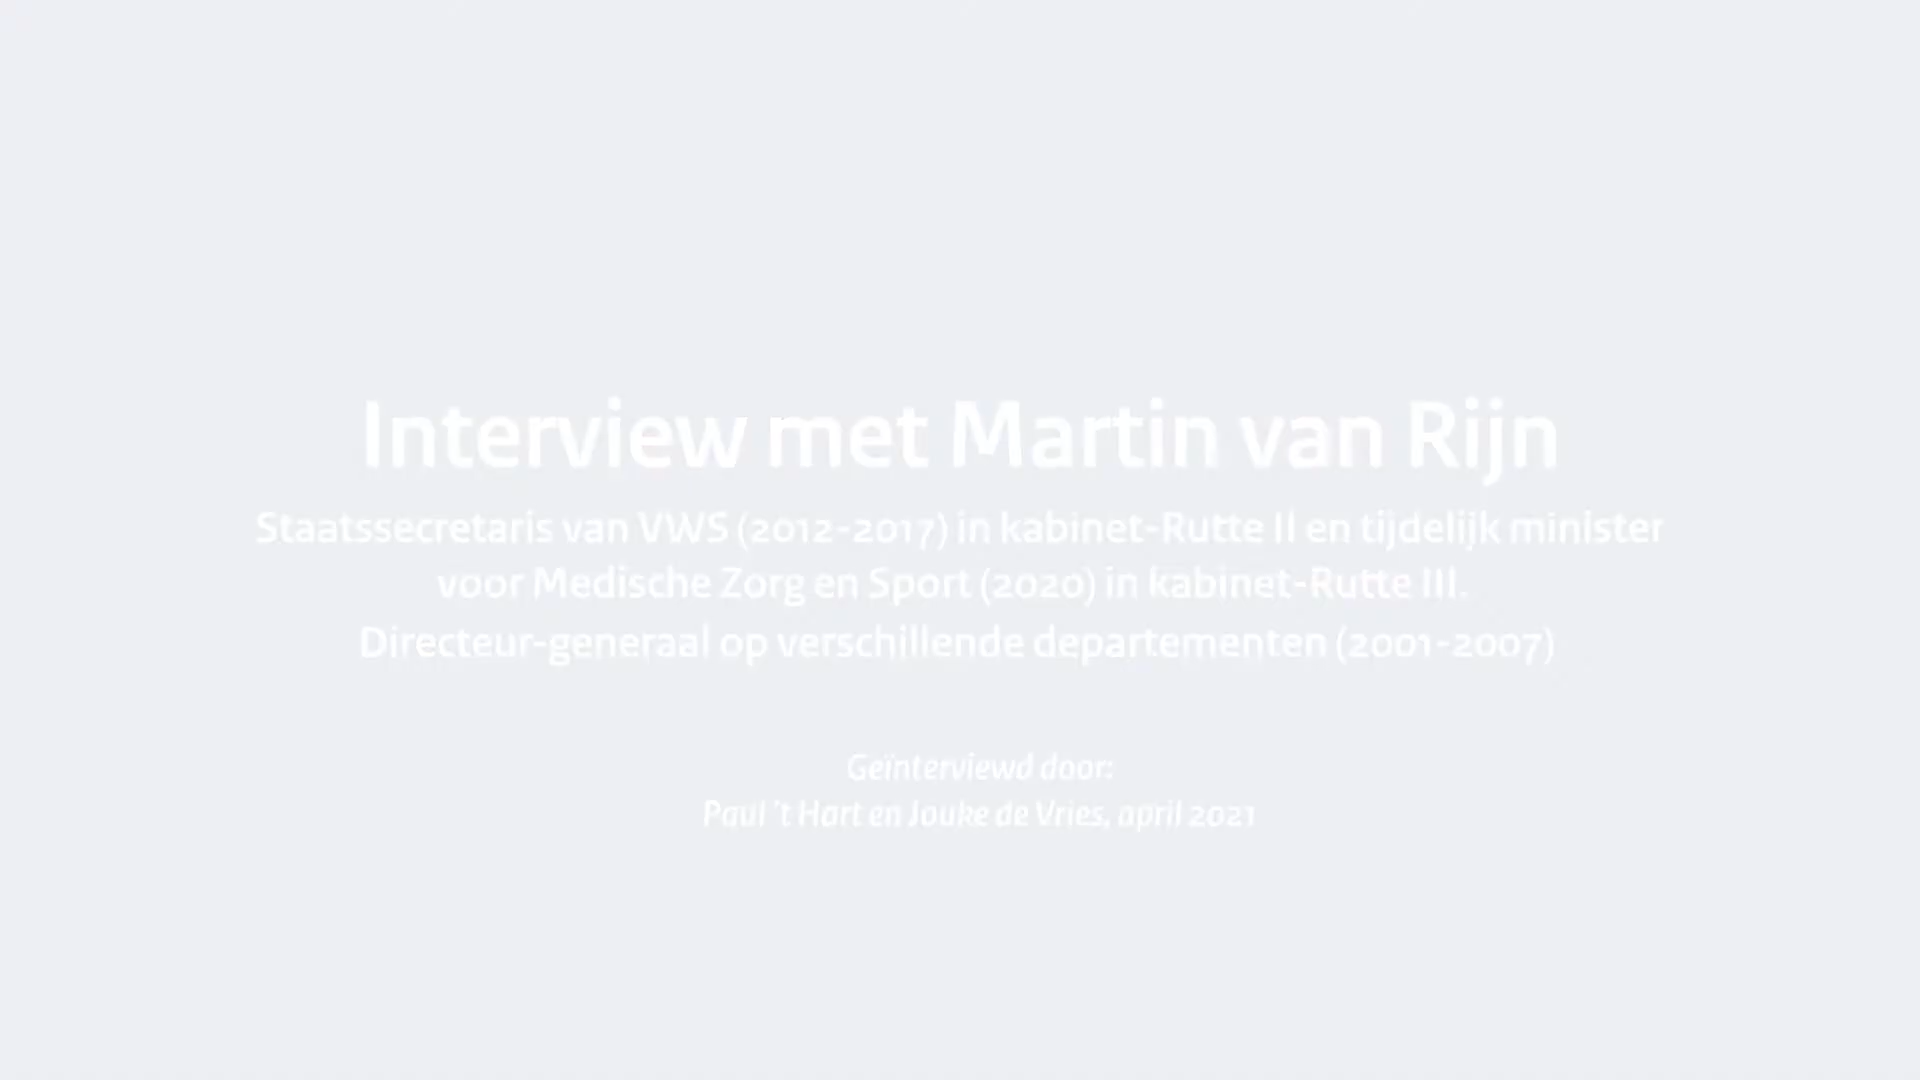 Interview met Martin van Rijn
Staatssecretaris van VWS (2012-2017) in kabinet-Rutte II en tijdelijk minister
voor Medische Zorg en Sport (2020) in kabinet-Rutte III.
Directeur-generaal op verschillende departementen (2001-2007)
Geïnterviewd door:
Paul 't Hart en Jouke de Vries, april 2021